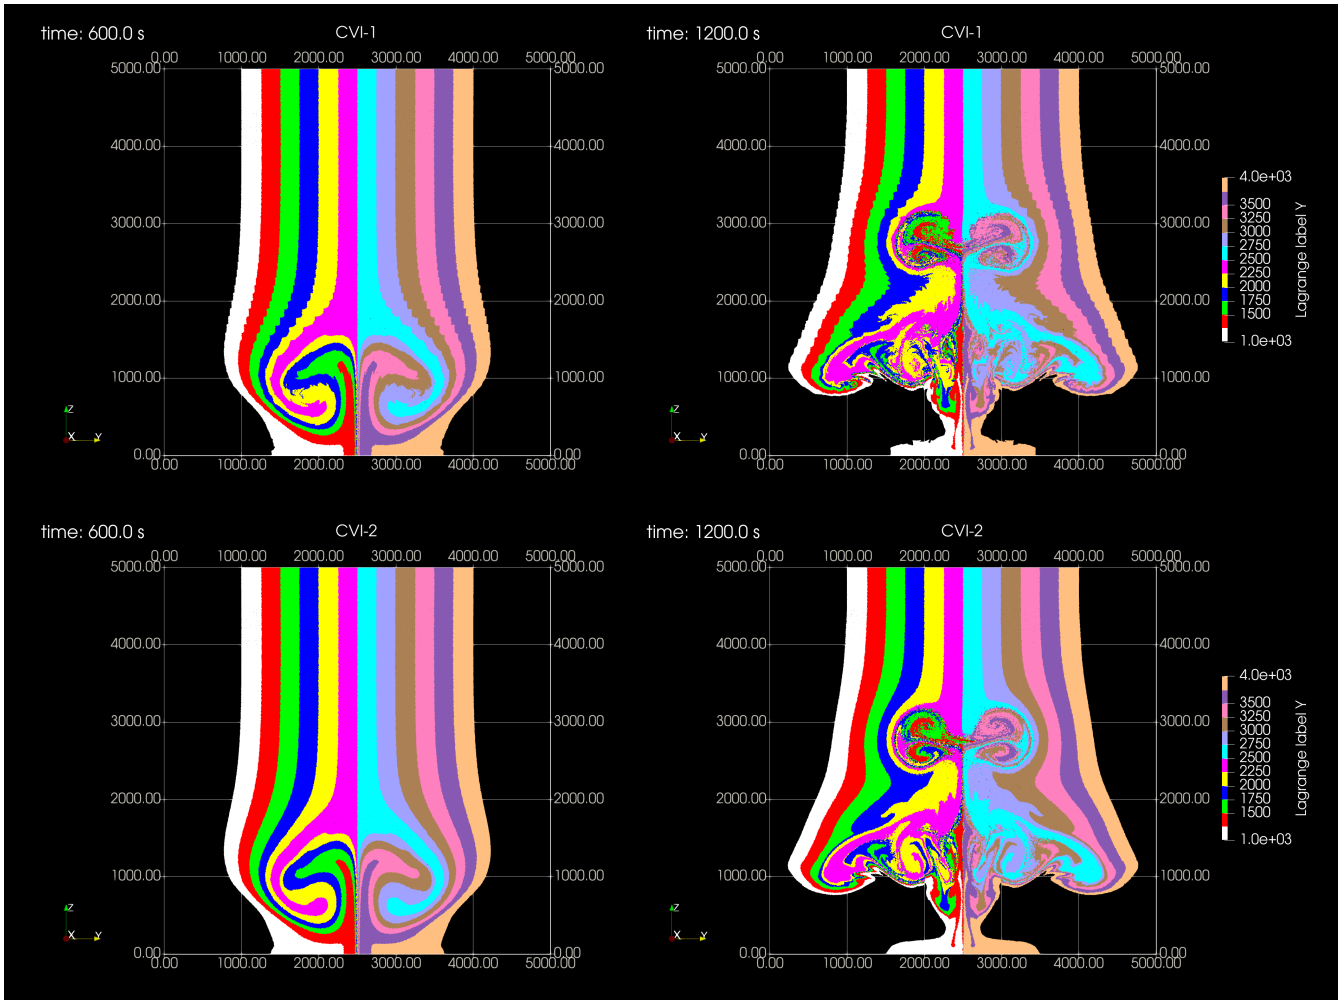 time: 600.0 s
CVI-1
0.00 1000.00 2000.00 3000.00 4000.00 5000.00
5000.00 5000.00
4000.00 4000.00
3000.00 3000.00
2000.00 2000.00
1000.00 1000.00
Z
X Y
0.00 0.00
0.00 1000.00 2000.00 3000.00 4000.00 5000.00
time: 1200.0 s
CVI-1
0.00 1000.00 2000.00 3000.00 4000.00 5000.00
5000.00 5000.00
4000.00 4000.00
3000.00 3000.00
2000.00 2000.00
1000.00 1000.00
Z
X Y
0.00 0.00
0.00 1000.00 2000.00 3000.00 4000.00 5000.00
4.0e+03
3500
3250
3000
2750
2500
2250
2000
1750
1500
1.0e+03
Lagrange label Y
time: 600.0 s
CVI-2
0.00 1000.00 2000.00 3000.00 4000.00 5000.00
5000.00 5000.00
4000.00 4000.00
3000.00 3000.00
2000.00 2000.00
1000.00 1000.00
Z
X Y
0.00 0.00
0.00 1000.00 2000.00 3000.00 4000.00 5000.00
time: 1200.0 s
CVI-2
0.00 1000.00 2000.00 3000.00 4000.00 5000.00
5000.00 5000.00
4000.00 4000.00
3000.00 3000.00
2000.00 2000.00
1000.00 1000.00
Z
X Y
0.00 0.00
0.00 1000.00 2000.00 3000.00 4000.00 5000.00
4.0e+03
3500
3250
3000
2750
2500
2250
2000
1750
1500
1.0e+03
Lagrange label Y